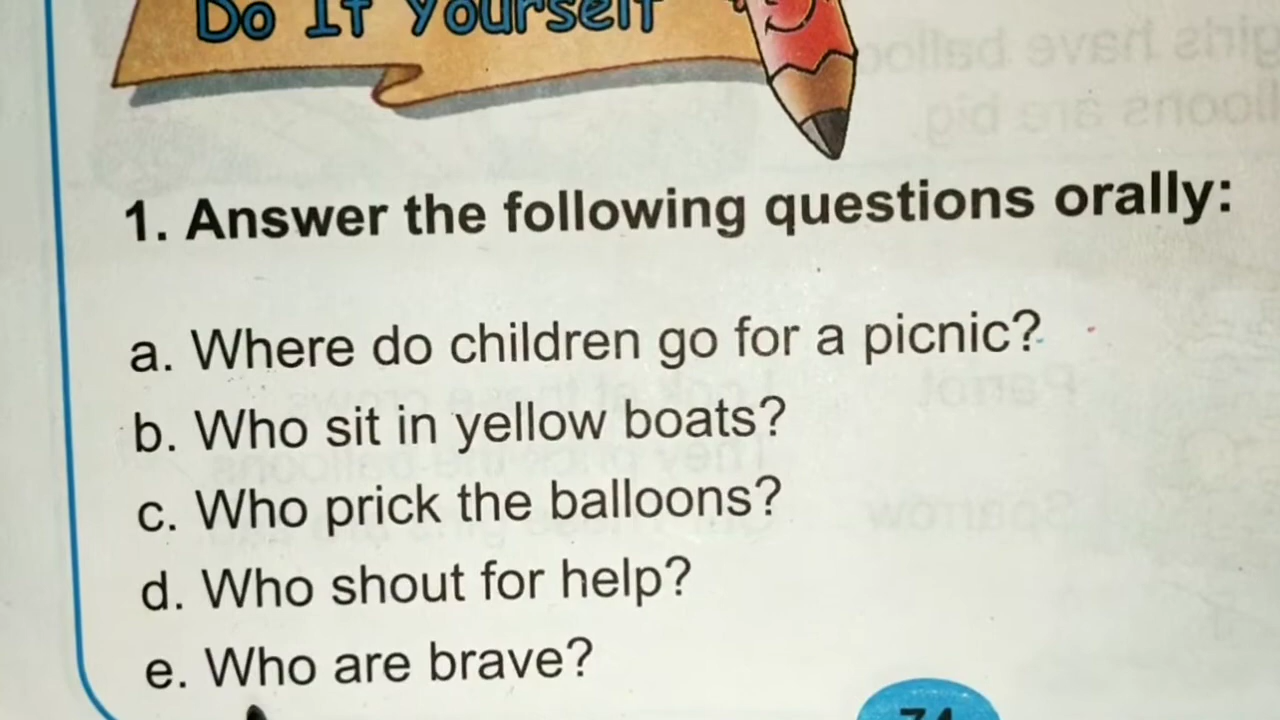 Do It Yourself
1. Answer the following questions orally:
a. Where do children go for a picnic?
b. Who sit in yellow boats?
c. Who prick the balloons?
d. Who shout for help?
e. Who are brave?